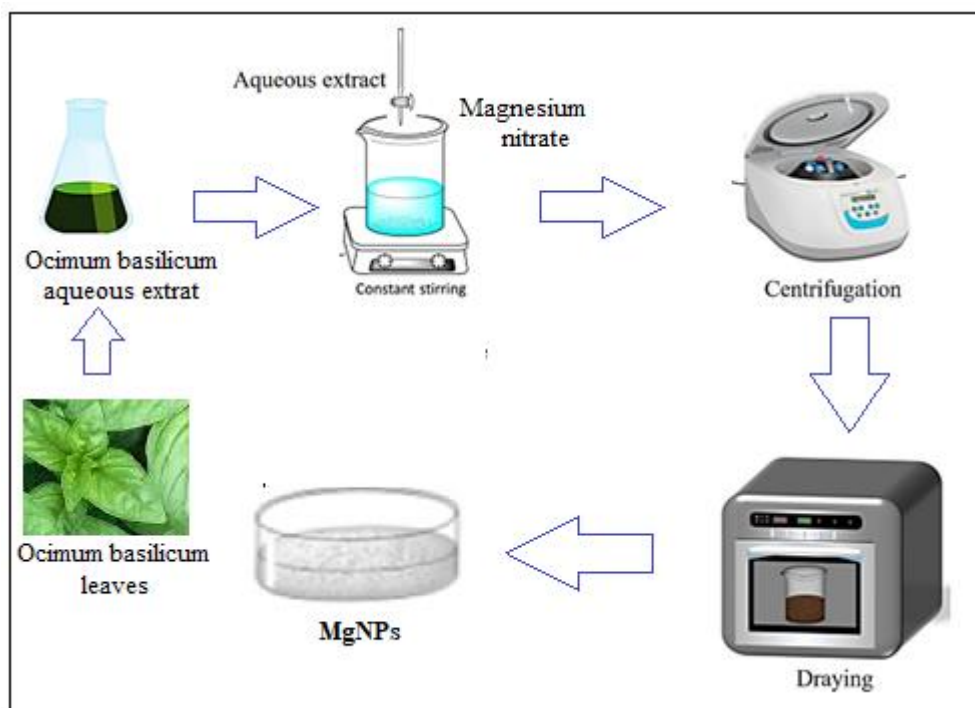 Aqueous extract
Magnesium
nitrate
Ocimum basilicum
aqueous extrat
Constant stirring
Centrifugation
Ocimum basilicum
leaves
MgNPs
Draying